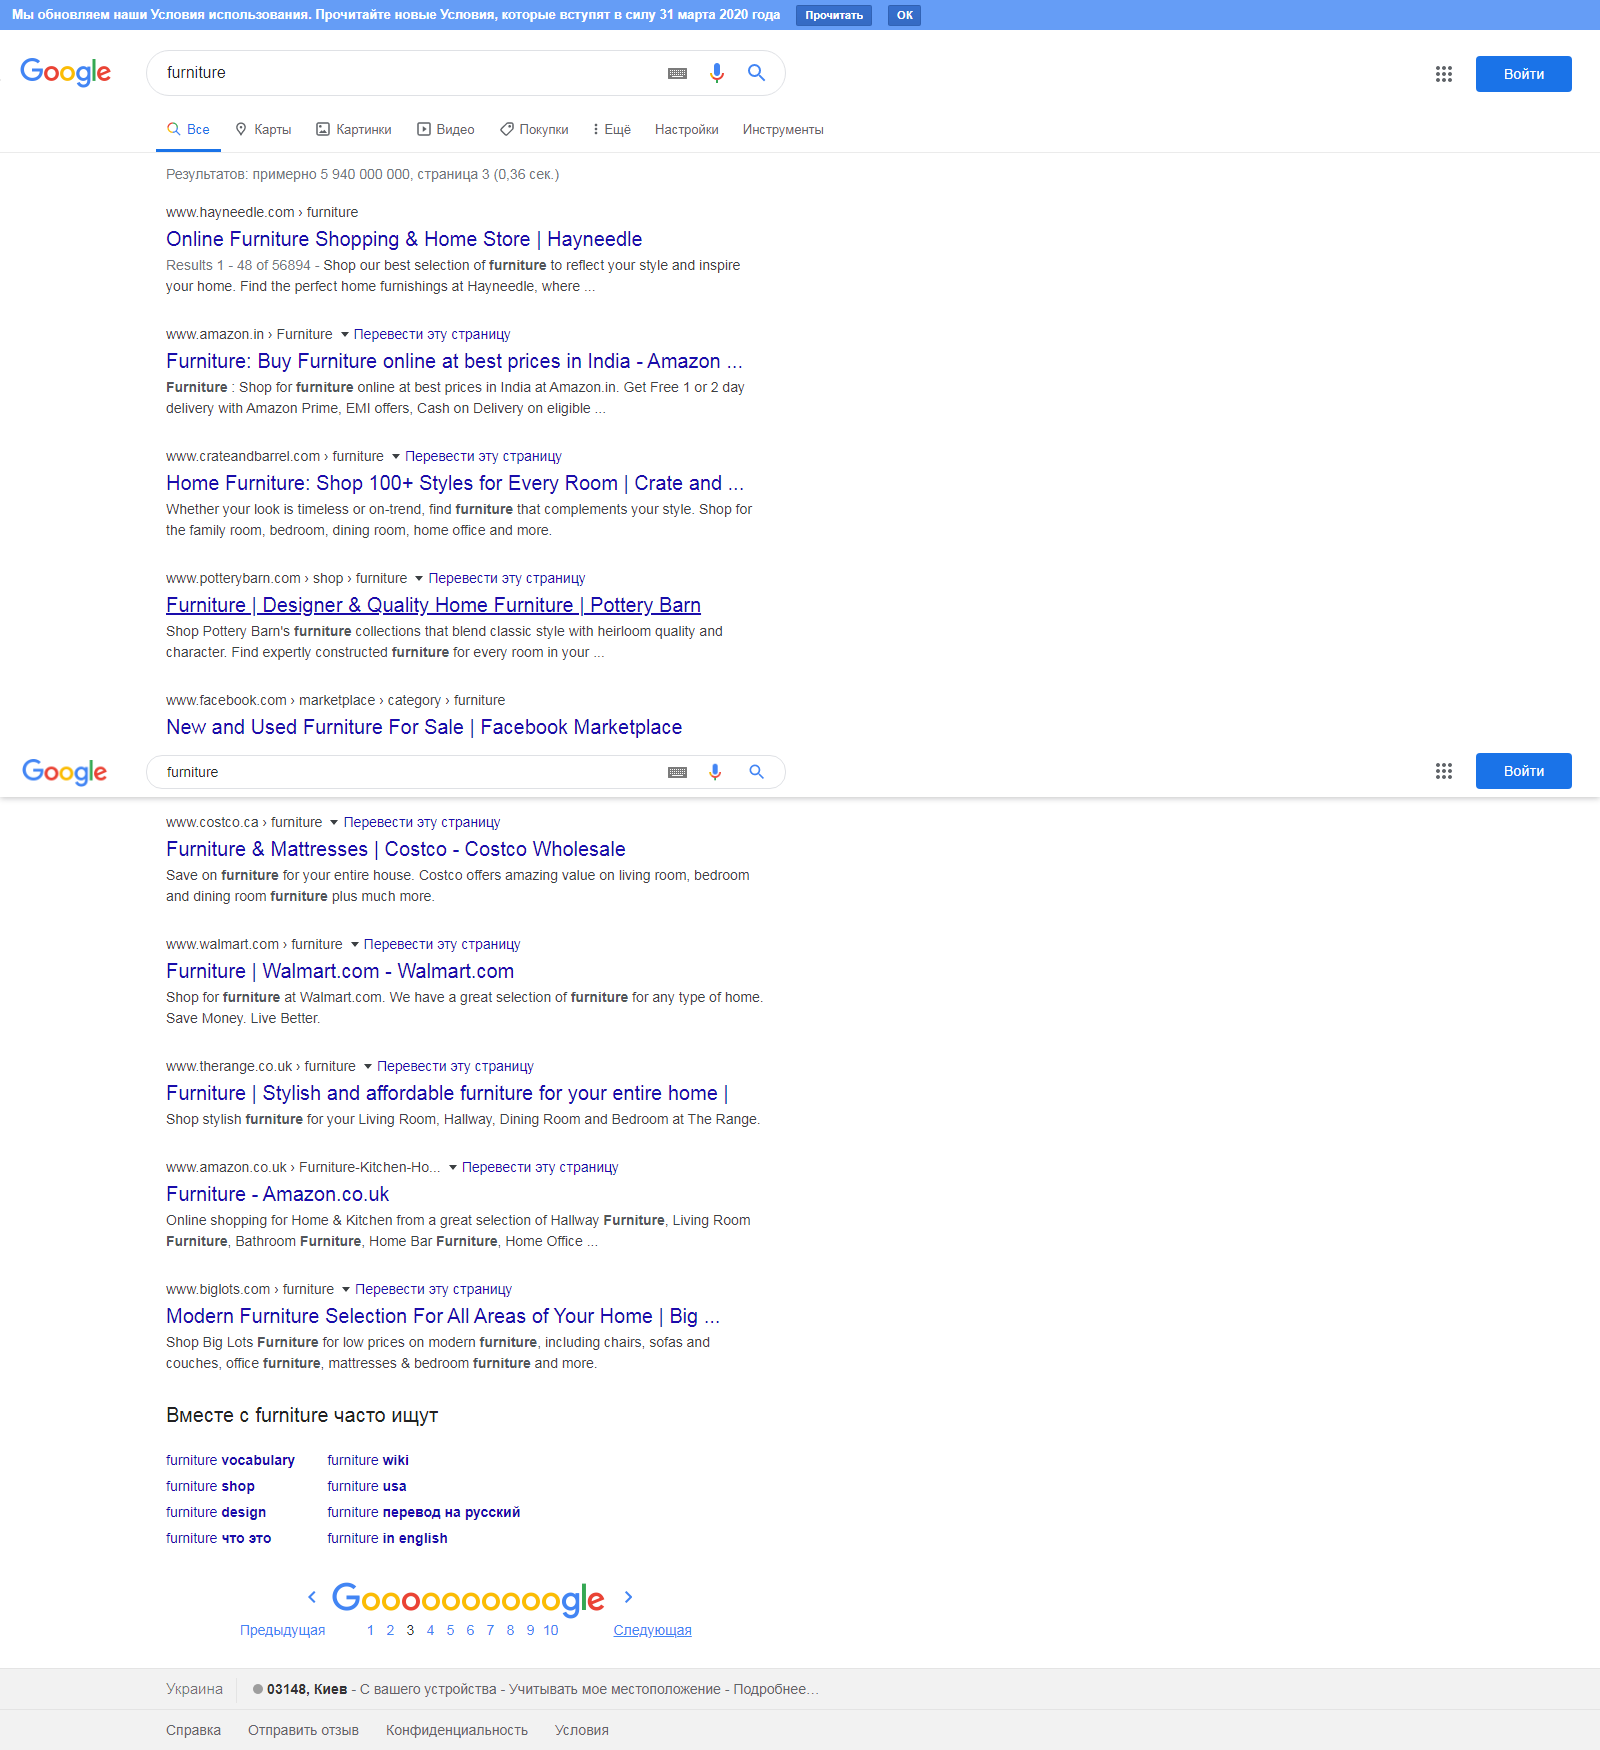 Мы обновляем наши Условия использования. Прочитайте новые Условия, которые вступят в силу 31 марта 2020 года Прочитать ОК
Google furniture Войти
Все Карты Картинки Видео Покупки Ещё Настройки Инструменты
Результатов: примерно 5 940 000 000, страница 3 (0,36 сек.)
www.hayneedle.com › furniture
Online Furniture Shopping & Home Store | Hayneedle
Results 1 - 48 of 56894 - Shop our best selection of furniture to reflect your style and inspire
your home. Find the perfect home furnishings at Hayneedle, where ...
www.amazon.in › Furniture Перевести эту страницу
Furniture: Buy Furniture online at best prices in India - Amazon ...
Furniture : Shop for furniture online at best prices in India at Amazon.in. Get Free 1 or 2 day
delivery with Amazon Prime, EMI offers, Cash on Delivery on eligible ...
www.crateandbarrel.com › furniture Перевести эту страницу
Home Furniture: Shop 100+ Styles for Every Room | Crate and ...
Whether your look is timeless or on-trend, find furniture that complements your style. Shop for
the family room, bedroom, dining room, home office and more.
www.potterybarn.com › shop › furniture Перевести эту страницу
Furniture | Designer & Quality Home Furniture | Pottery Barn
Shop Pottery Barn's furniture collections that blend classic style with heirloom quality and
character. Find expertly constructed furniture for every room in your ...
www.facebook.com › marketplace › category › furniture
New and Used Furniture For Sale | Facebook Marketplace
Google furniture Войти
www.costco.ca › furniture Перевести эту страницу
Furniture & Mattresses | Costco - Costco Wholesale
Save on furniture for your entire house. Costco offers amazing value on living room, bedroom
and dining room furniture plus much more.
www.walmart.com › furniture Перевести эту страницу
Furniture | Walmart.com - Walmart.com
Shop for furniture at Walmart.com. We have a great selection of furniture for any type of home.
Save Money. Live Better.
www.therange.co.uk › furniture Перевести эту страницу
Furniture | Stylish and affordable furniture for your entire home |
Shop stylish furniture for your Living Room, Hallway, Dining Room and Bedroom at The Range.
www.amazon.co.uk › Furniture-Kitchen-Ho... Перевести эту страницу
Furniture - Amazon.co.uk
Online shopping for Home & Kitchen from a great selection of Hallway Furniture, Living Room
Furniture, Bathroom Furniture, Home Bar Furniture, Home Office ...
www.biglots.com › furniture Перевести эту страницу
Modern Furniture Selection For All Areas of Your Home | Big ...
Shop Big Lots Furniture for low prices on modern furniture, including chairs, sofas and
couches, office furniture, mattresses & bedroom furniture and more.
Вместе с furniture часто ищут
furniture vocabulary furniture wiki
furniture shop furniture usa
furniture design furniture перевод на русский
furniture что это furniture in english
‹ Goooooooooogle ›
Предыдущая 1 2 3 4 5 6 7 8 9 10 Следующая
Украина 03148, Киев - С вашего устройства - Учитывать мое местоположение - Подробнее…
Справка Отправить отзыв Конфиденциальность Условия